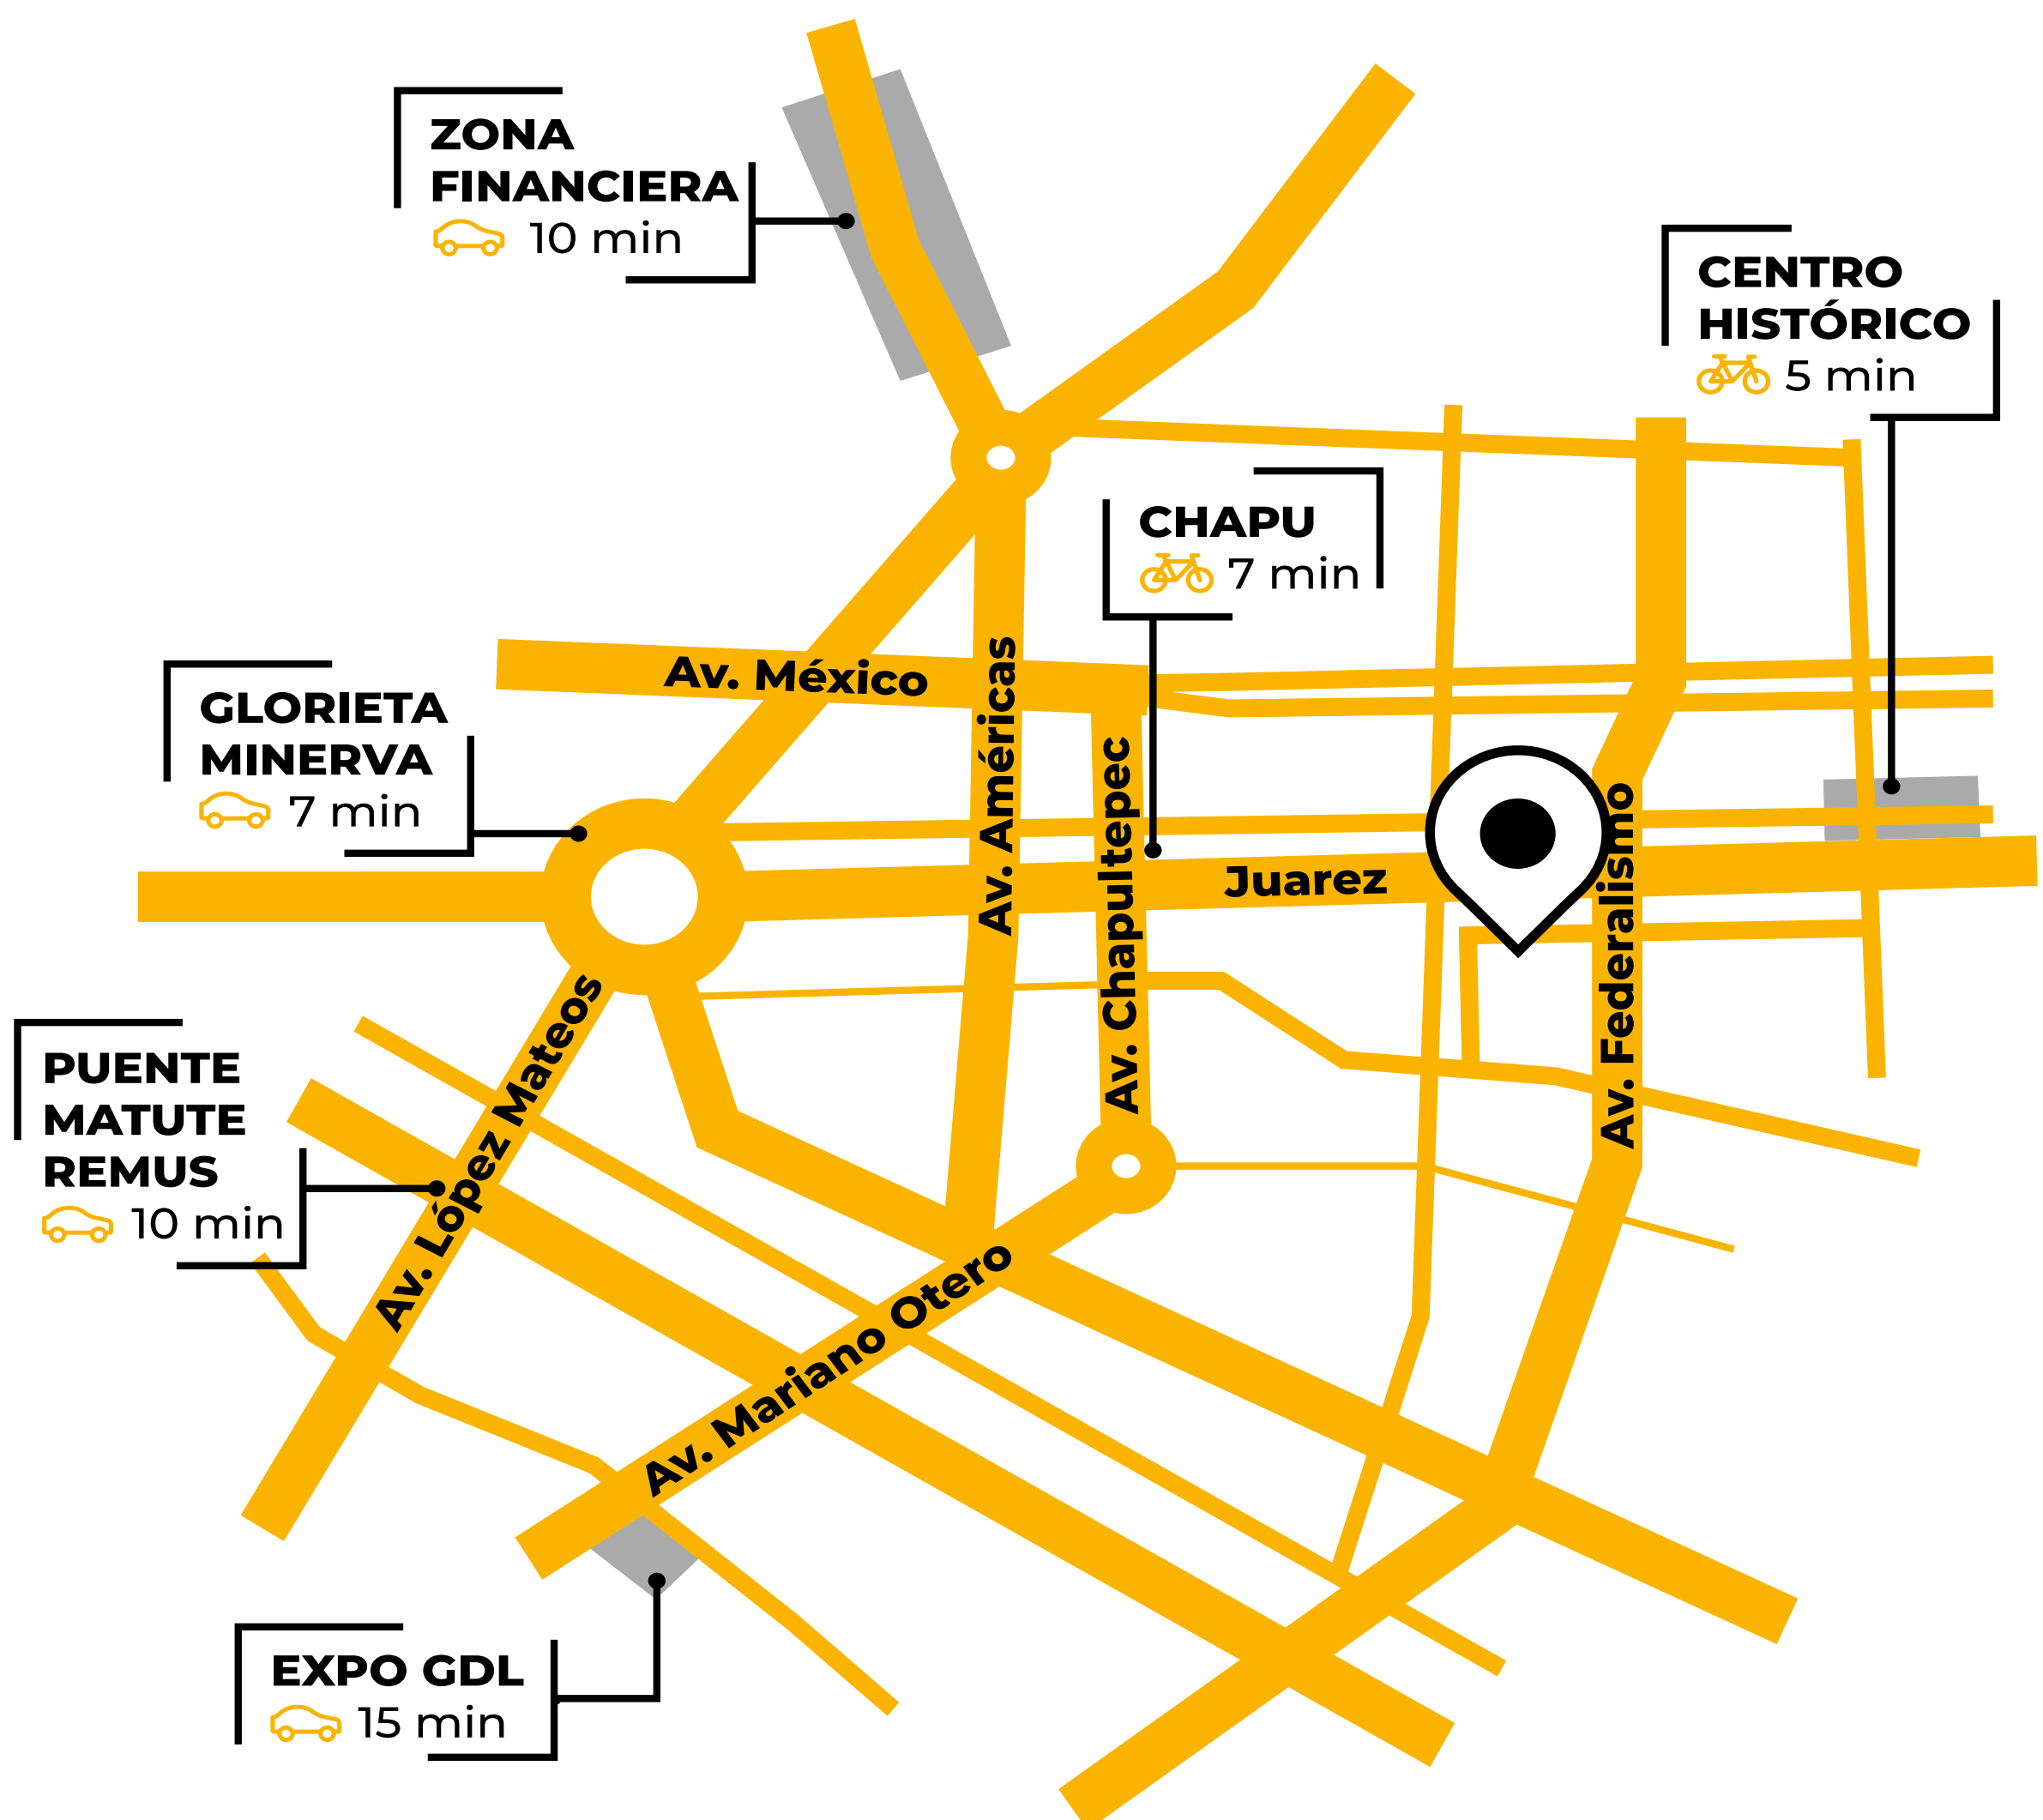 ZONA
FINANCIERA
10 min
CENTRO
HISTÓRICO
5 min
CHAPU
7 min
Av. México
Av. Américas
GLORIETA
MINERVA
7 min
Av. Chapultepec
Juarez
Av. Federalismo
Av. López Mateos
PUENTE
MATUTE
REMUS
10 min
Av. Mariano Otero
EXPO GDL
15 min